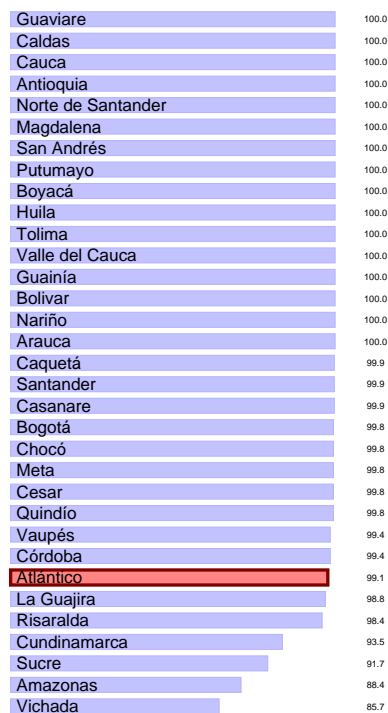 Guaviare 100.0
Caldas 100.0
Cauca 100.0
Antioquia 100.0
Norte de Santander 100.0
Magdalena 100.0
San Andrés 100.0
Putumayo 100.0
Boyacá 100.0
Huila 100.0
Tolima 100.0
Valle del Cauca 100.0
Guainía 100.0
Bolivar 100.0
Nariño 100.0
Arauca 100.0
Caquetá 99.9
Santander 99.9
Casanare 99.9
Bogotá 99.8
Chocó 99.8
Meta 99.8
Cesar 99.8
Quindío 99.8
Vaupés 99.4
Córdoba 99.4
Atlántico 99.1
La Guajira 98.8
Risaralda 98.4
Cundinamarca 93.5
Sucre 91.7
Amazonas 88.4
Vichada 85.7